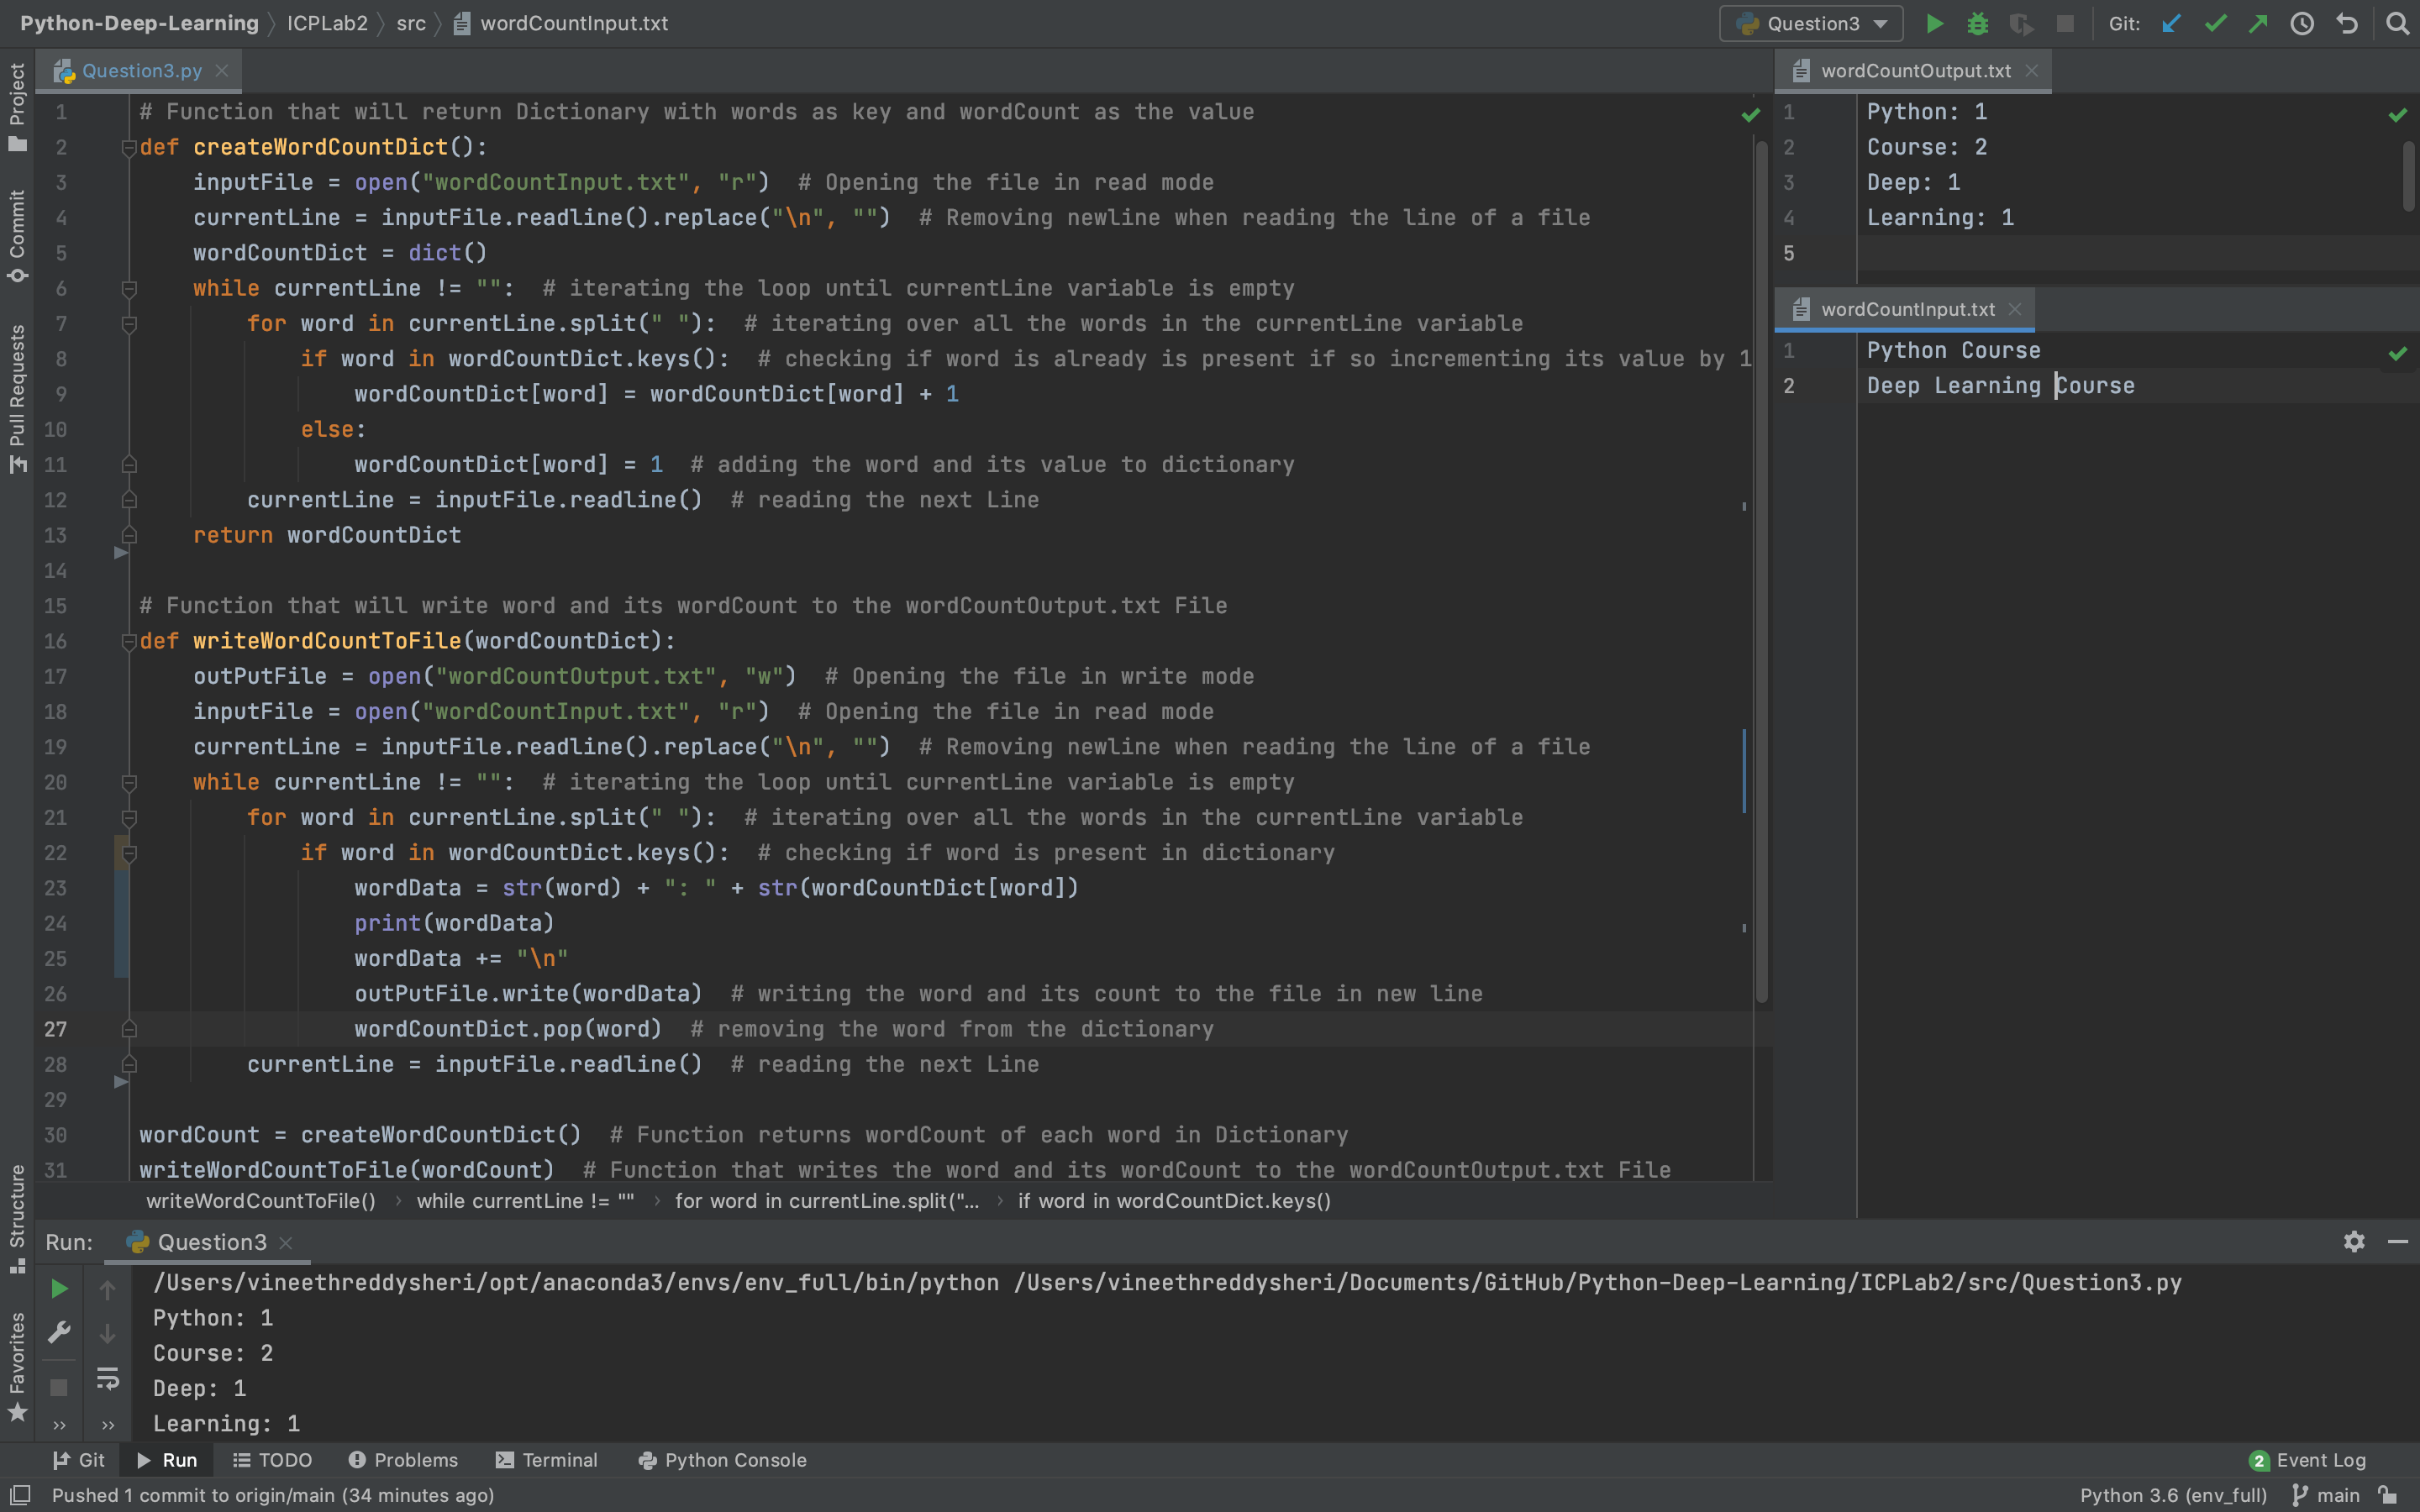 Python-Deep-Learning ICPLab2 src wordCountInput.txt
Question3
Git:
Question3.py
1 # Function that will return Dictionary with words as key and wordCount as the value
2 def createWordCountDict():
3 inputFile = open("wordCountInput.txt", "r") # Opening the file in read mode
4 currentLine = inputFile.readline().replace("\n", "") # Removing newline when reading the line of a file
5 wordCountDict = dict()
6 while currentLine != "": # iterating the loop until currentLine variable is empty
7 for word in currentLine.split(" "): # iterating over all the words in the currentLine variable
8 if word in wordCountDict.keys(): # checking if word is already is present if so incrementing its value by 1
9 wordCountDict[word] = wordCountDict[word] + 1
10 else:
11 wordCountDict[word] = 1 # adding the word and its value to dictionary
12 currentLine = inputFile.readline() # reading the next Line
13 return wordCountDict
14
15 # Function that will write word and its wordCount to the wordCountOutput.txt File
16 def writeWordCountToFile(wordCountDict):
17 outPutFile = open("wordCountOutput.txt", "w") # Opening the file in write mode
18 inputFile = open("wordCountInput.txt", "r") # Opening the file in read mode
19 currentLine = inputFile.readline().replace("\n", "") # Removing newline when reading the line of a file
20 while currentLine != "": # iterating the loop until currentLine variable is empty
21 for word in currentLine.split(" "): # iterating over all the words in the currentLine variable
22 if word in wordCountDict.keys(): # checking if word is present in dictionary
23 wordData = str(word) + ": " + str(wordCountDict[word])
24 print(wordData)
25 wordData += "\n"
26 outPutFile.write(wordData) # writing the word and its count to the file in new line
27 wordCountDict.pop(word) # removing the word from the dictionary
28 currentLine = inputFile.readline() # reading the next Line
29
30 wordCount = createWordCountDict() # Function returns wordCount of each word in Dictionary
31 writeWordCountToFile(wordCount) # Function that writes the word and its wordCount to the wordCountOutput.txt File
writeWordCountToFile() › while currentLine != "" › for word in currentLine.split("... › if word in wordCountDict.keys()
wordCountOutput.txt
1 Python: 1
2 Course: 2
3 Deep: 1
4 Learning: 1
5
wordCountInput.txt
1 Python Course
2 Deep Learning Course
Project
Commit
Pull Requests
Structure
Favorites
Run: Question3
/Users/vineethreddysheri/opt/anaconda3/envs/env_full/bin/python /Users/vineethreddysheri/Documents/GitHub/Python-Deep-Learning/ICPLab2/src/Question3.py
Python: 1
Course: 2
Deep: 1
Learning: 1
Git Run TODO Problems Terminal Python Console
2 Event Log
Pushed 1 commit to origin/main (34 minutes ago)
Python 3.6 (env_full) main